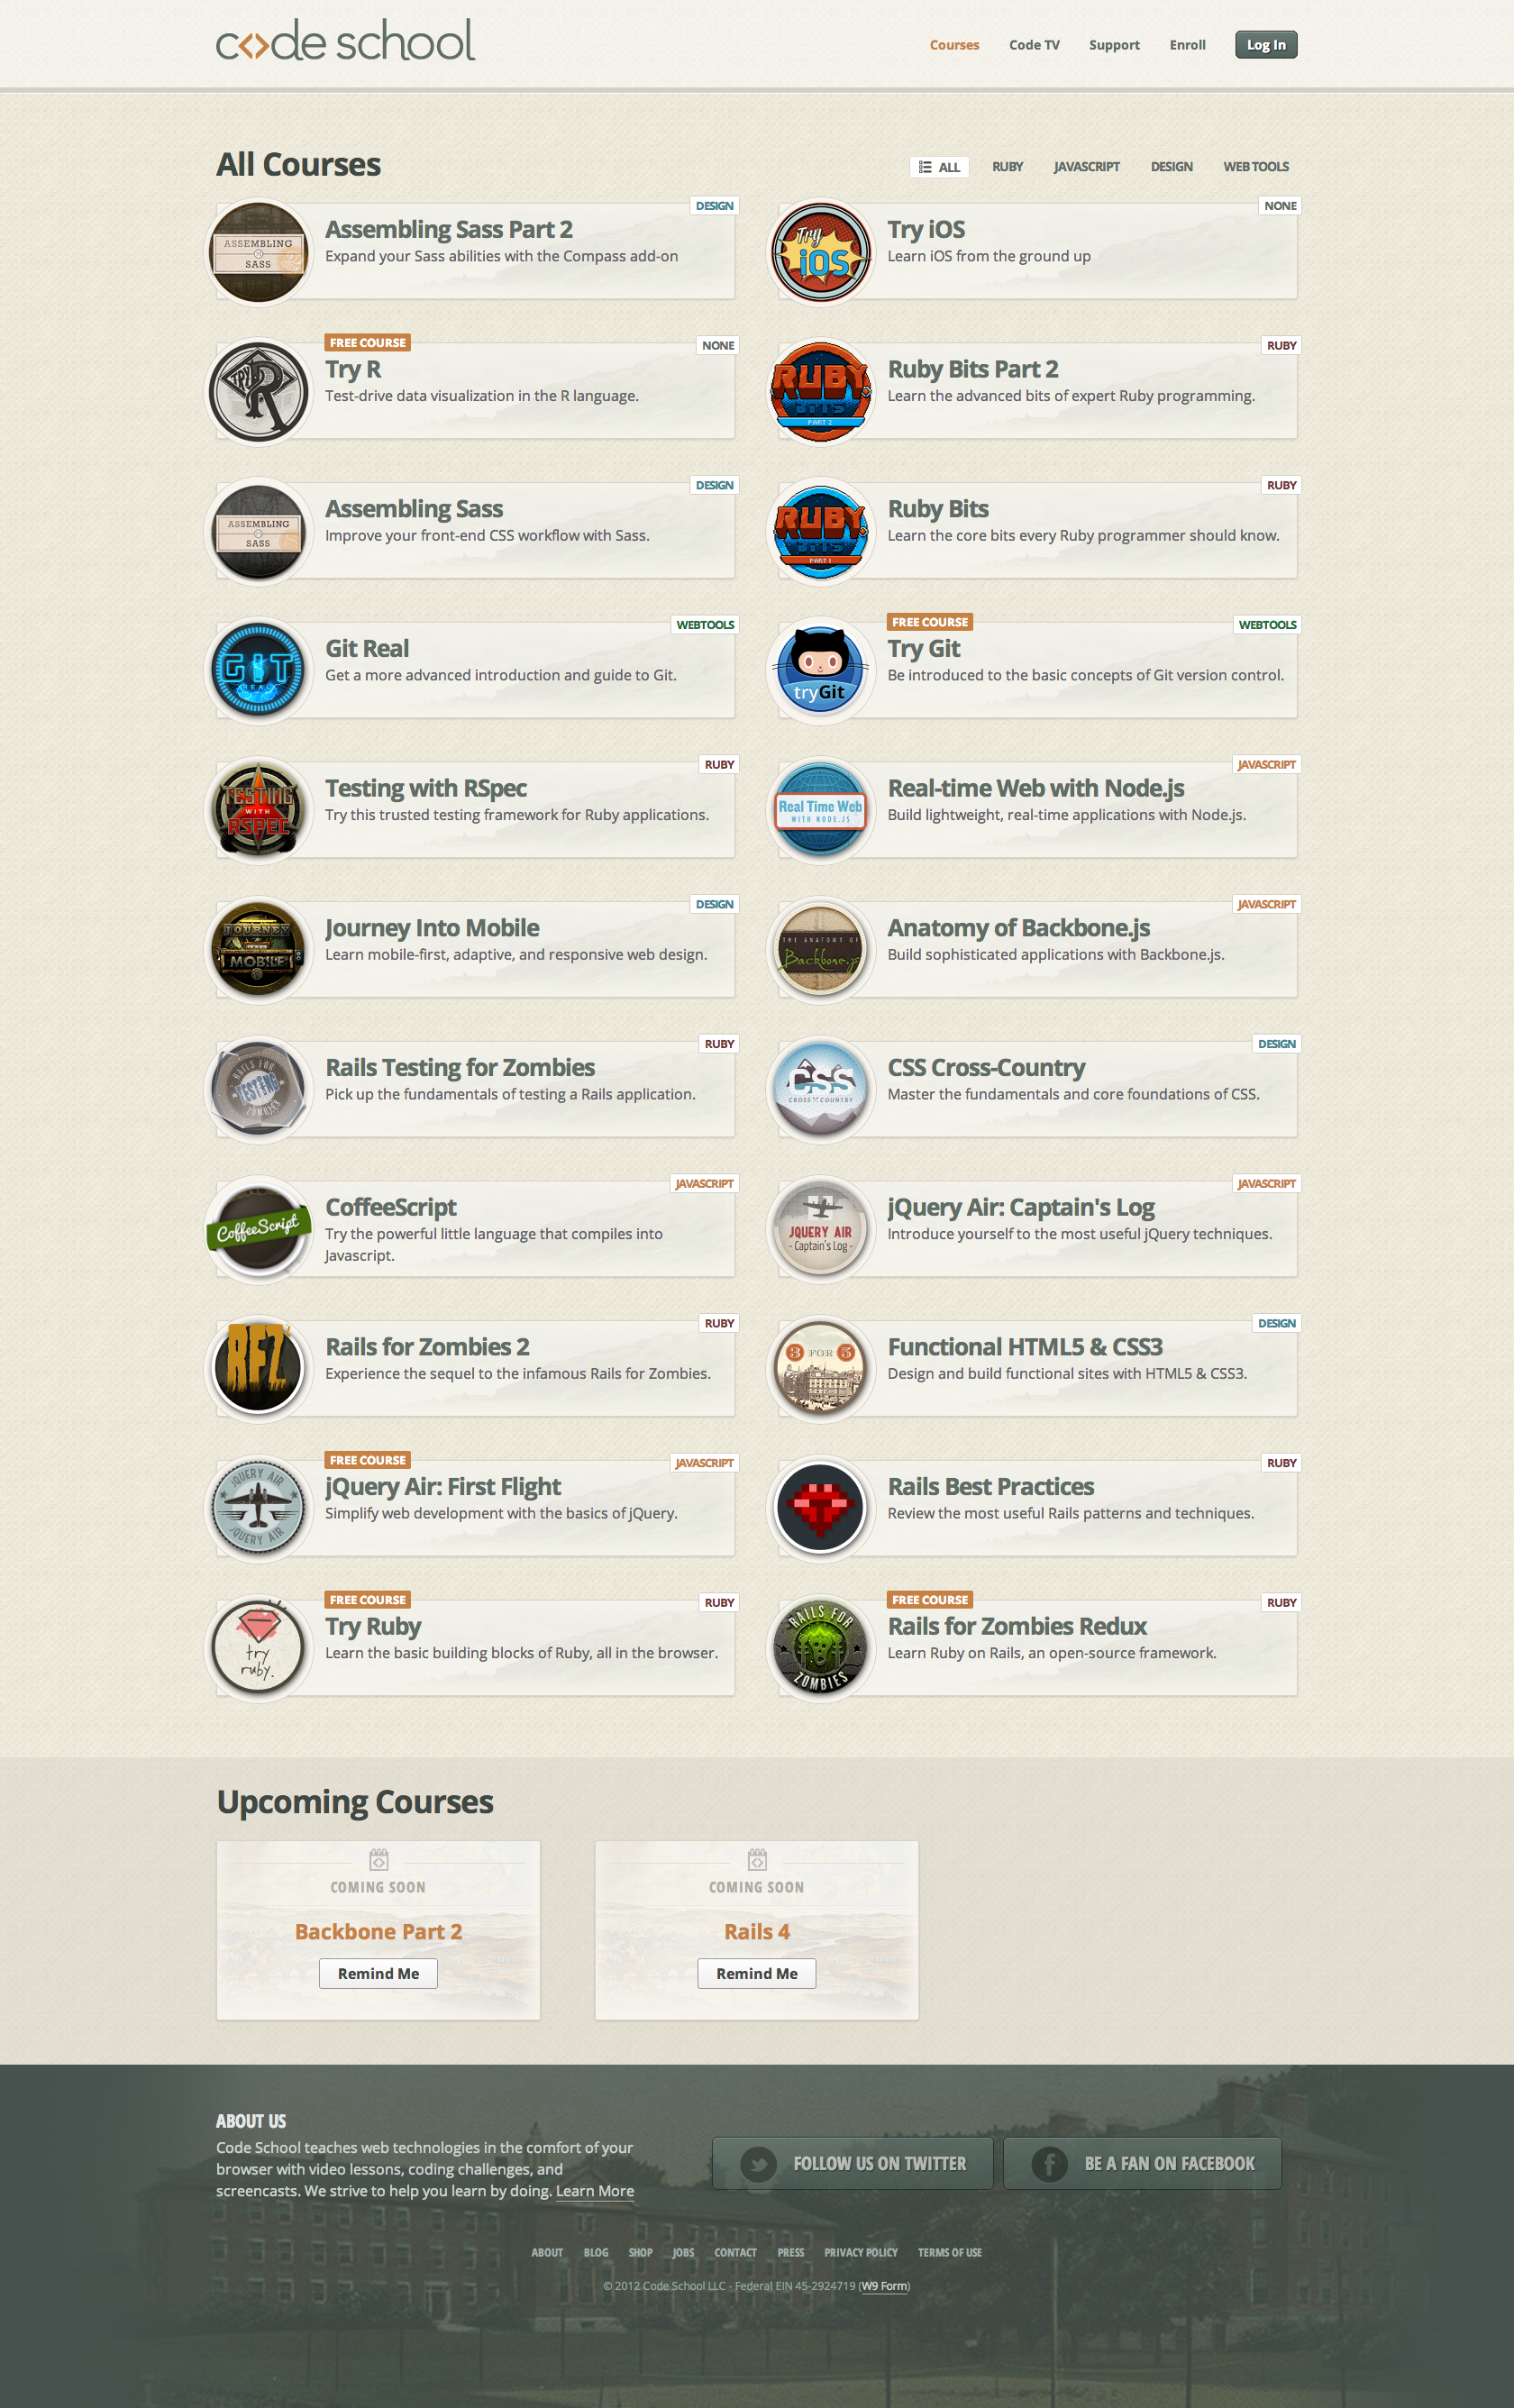 code school
Courses Code TV Support Enroll Log In
All Courses
ALL RUBY JAVASCRIPT DESIGN WEB TOOLS
DESIGN
ASSEMBLING
SASS
Assembling Sass Part 2
Expand your Sass abilities with the Compass add-on
NONE
Try
iOS
Try iOS
Learn iOS from the ground up
FREE COURSE
NONE
TRY
R
Try R
Test-drive data visualization in the R language.
RUBY
RUBY
BITS
PART 2
Ruby Bits Part 2
Learn the advanced bits of expert Ruby programming.
DESIGN
ASSEMBLING
SASS
Assembling Sass
Improve your front-end CSS workflow with Sass.
RUBY
RUBY
BITS
PART 1
Ruby Bits
Learn the core bits every Ruby programmer should know.
WEBTOOLS
GIT
REAL
Git Real
Get a more advanced introduction and guide to Git.
FREE COURSE
WEBTOOLS
tryGit
Try Git
Be introduced to the basic concepts of Git version control.
RUBY
TESTING
WITH
RSPEC
Testing with RSpec
Try this trusted testing framework for Ruby applications.
JAVASCRIPT
Real Time Web
WITH NODE.JS
Real-time Web with Node.js
Build lightweight, real-time applications with Node.js.
DESIGN
JOURNEY
MOBILE
Journey Into Mobile
Learn mobile-first, adaptive, and responsive web design.
JAVASCRIPT
THE ANATOMY OF
Backbone.js
Anatomy of Backbone.js
Build sophisticated applications with Backbone.js.
RUBY
RAILS FOR
TESTING
ZOMBIES
Rails Testing for Zombies
Pick up the fundamentals of testing a Rails application.
DESIGN
CSS
CROSS COUNTRY
CSS Cross-Country
Master the fundamentals and core foundations of CSS.
JAVASCRIPT
CoffeeScript
CoffeeScript
Try the powerful little language that compiles into
Javascript.
JAVASCRIPT
JQUERY AIR
- Captain's Log -
jQuery Air: Captain's Log
Introduce yourself to the most useful jQuery techniques.
RUBY
RFZ
Rails for Zombies 2
Experience the sequel to the infamous Rails for Zombies.
DESIGN
3 FOR 5
Functional HTML5 & CSS3
Design and build functional sites with HTML5 & CSS3.
FREE COURSE
JAVASCRIPT
JQUERY AIR
JQUERY AIR
jQuery Air: First Flight
Simplify web development with the basics of jQuery.
RUBY
Rails Best Practices
Review the most useful Rails patterns and techniques.
FREE COURSE
RUBY
try
ruby.
Try Ruby
Learn the basic building blocks of Ruby, all in the browser.
FREE COURSE
RUBY
RAILS FOR
ZOMBIES
Rails for Zombies Redux
Learn Ruby on Rails, an open-source framework.
Upcoming Courses
COMING SOON
Backbone Part 2
Remind Me
COMING SOON
Rails 4
Remind Me
ABOUT US
Code School teaches web technologies in the comfort of your
browser with video lessons, coding challenges, and
screencasts. We strive to help you learn by doing. Learn More
FOLLOW US ON TWITTER
BE A FAN ON FACEBOOK
ABOUT BLOG SHOP JOBS CONTACT PRESS PRIVACY POLICY TERMS OF USE
© 2012 Code School LLC - Federal EIN 45-2924719 (W9 Form)